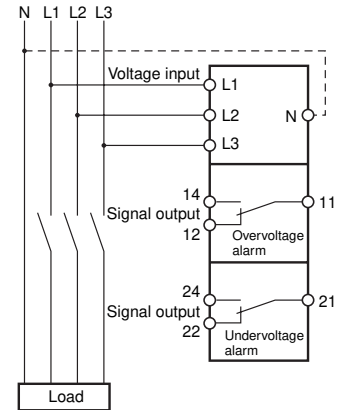 N L1 L2 L3
Voltage input
L1
L2
N
L3
14
11
Signal output
12
Overvoltage
alarm
24
21
Signal output
22
Undervoltage
alarm
Load